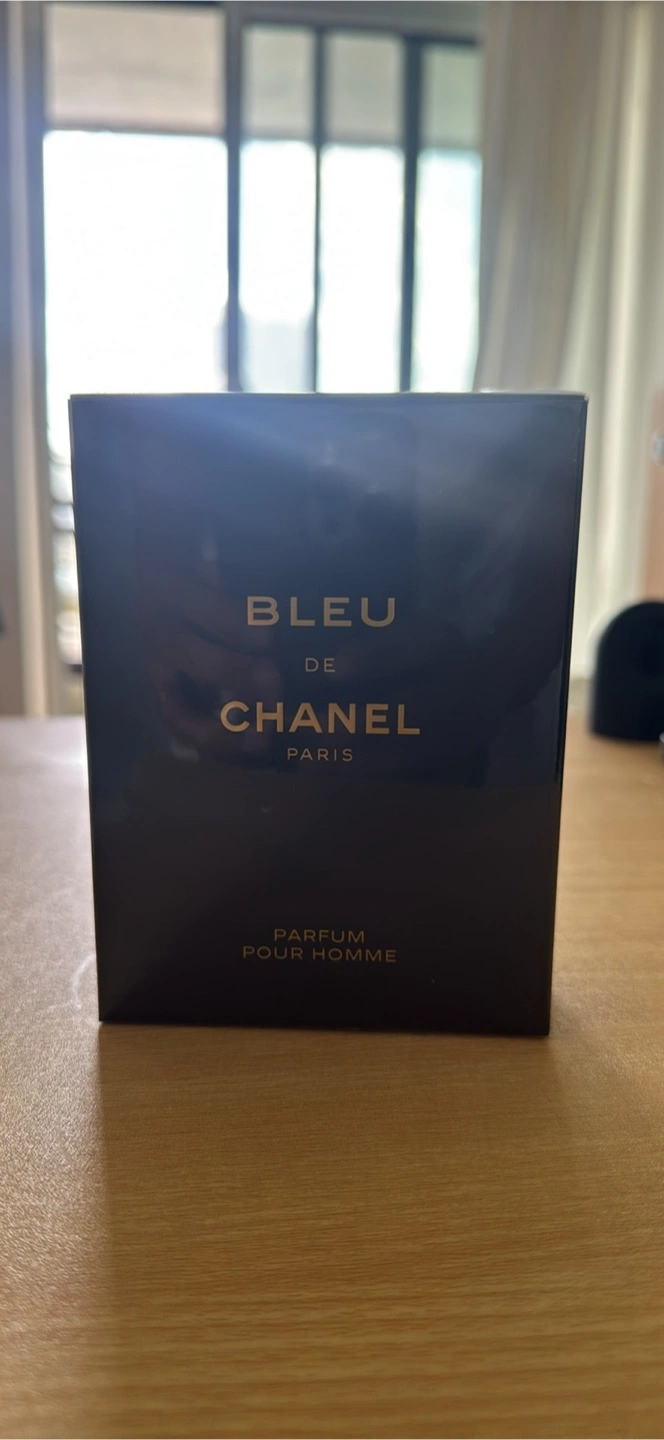 BLEU
DE
CHANEL
PARIS
PARFUM
POUR HOMME